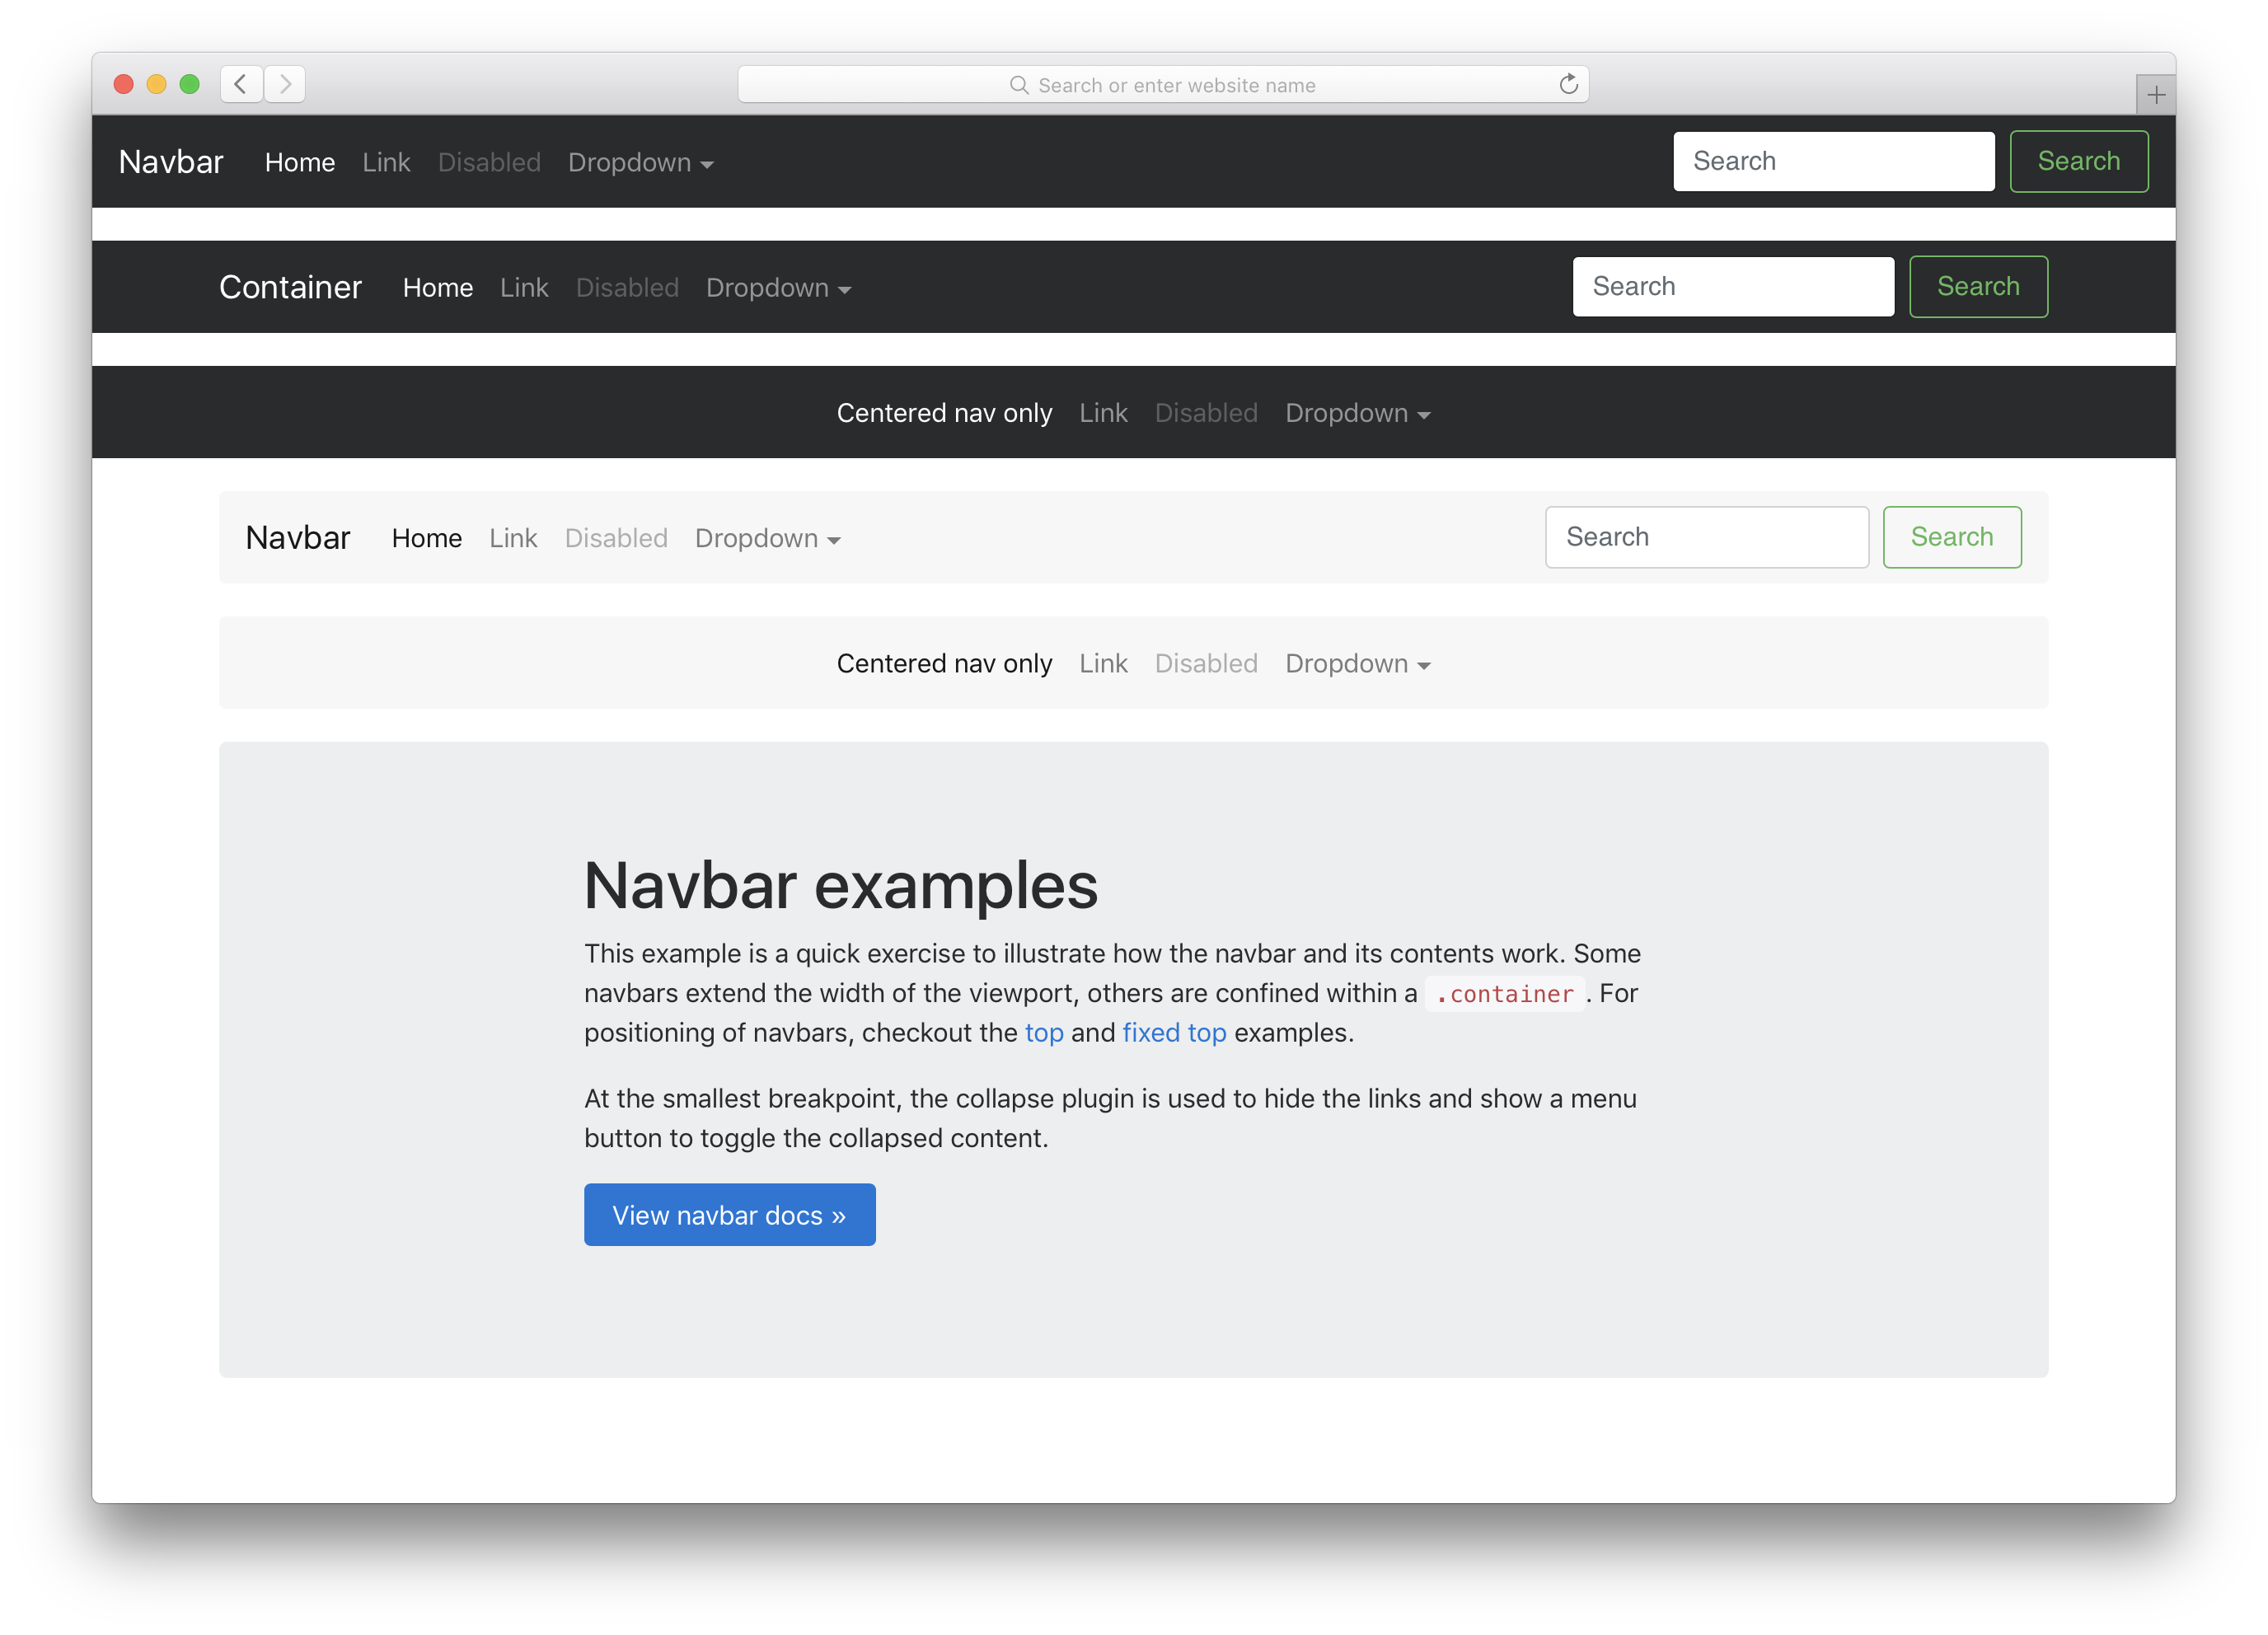 Search or enter website name
Navbar Home Link Disabled Dropdown Search Search
Container Home Link Disabled Dropdown Search Search
Centered nav only Link Disabled Dropdown
Navbar Home Link Disabled Dropdown Search Search
Centered nav only Link Disabled Dropdown
Navbar examples
This example is a quick exercise to illustrate how the navbar and its contents work. Some
navbars extend the width of the viewport, others are confined within a .container . For
positioning of navbars, checkout the top and fixed top examples.
At the smallest breakpoint, the collapse plugin is used to hide the links and show a menu
button to toggle the collapsed content.
View navbar docs »